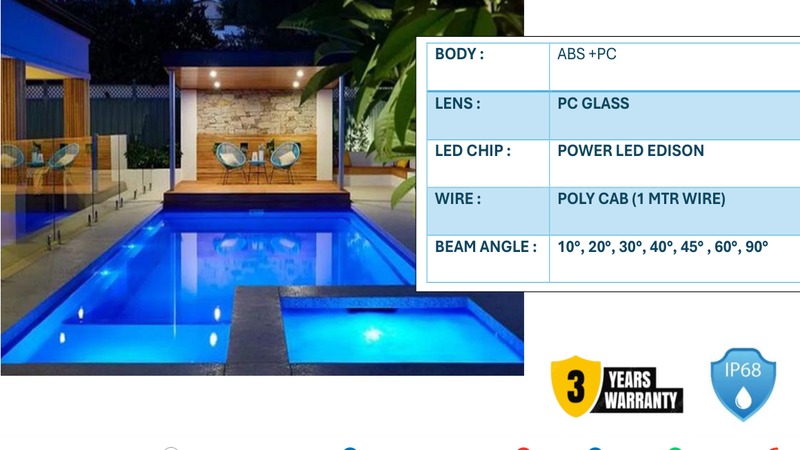 BODY : ABS +PC
LENS : PC GLASS
LED CHIP : POWER LED EDISON
WIRE : POLY CAB (1 MTR WIRE)
BEAM ANGLE : 10°, 20°, 30°, 40°, 45° , 60°, 90°
3 YEARS WARRANTY
IP68